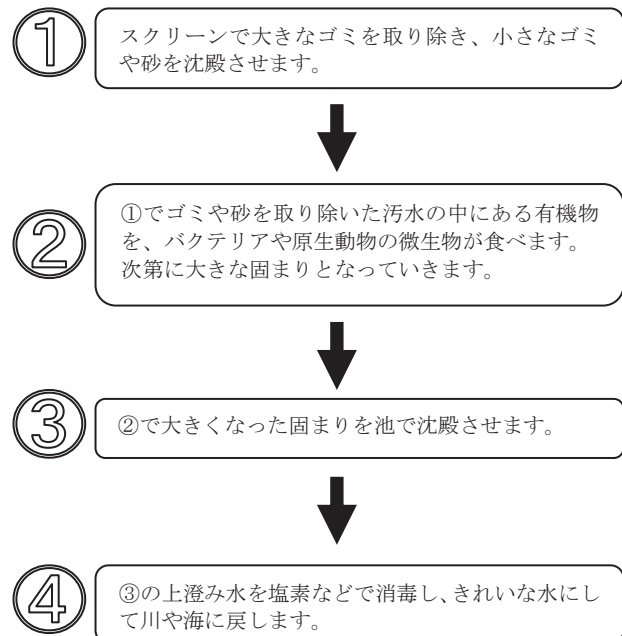 ①
スクリーンで大きなゴミを取り除き、小さなゴミ
や砂を沈殿させます。
②
①でゴミや砂を取り除いた汚水の中にある有機物
を、バクテリアや原生動物の微生物が食べます。
次第に大きな固まりとなっていきます。
③
②で大きくなった固まりを池で沈殿させます。
④
③の上澄み水を塩素などで消毒し、きれいな水にし
て川や海に戻します。